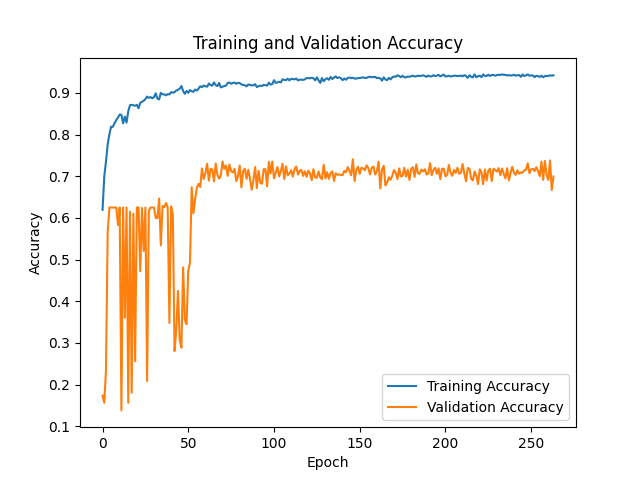 Training and Validation Accuracy
Accuracy
0.9
0.8
0.7
0.6
0.5
0.4
0.3
0.2
0.1
0 50 100 150 200 250
Epoch
Training Accuracy
Validation Accuracy